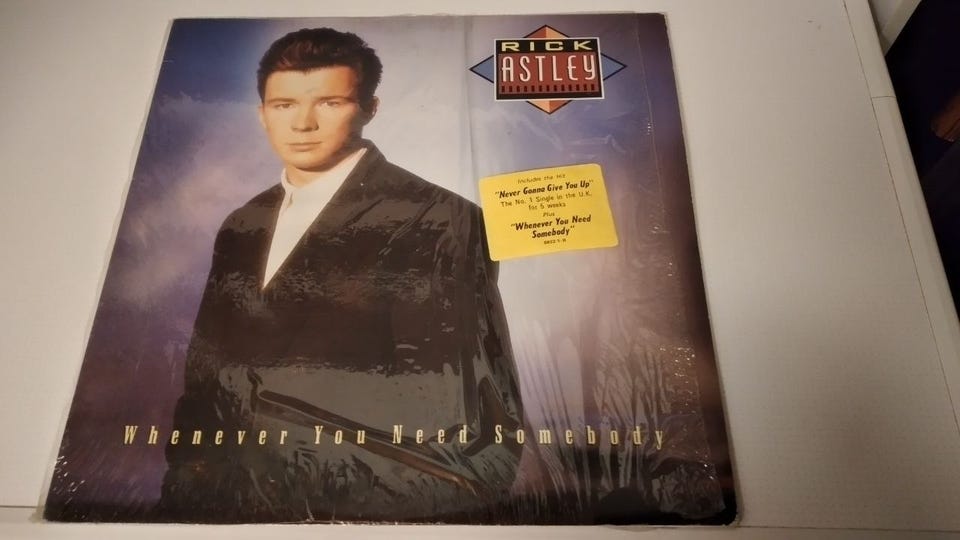 RICK
ASTLEY
Includes the Hit
"Never Gonna Give You Up"
The No. 1 Single in the U.K.
for 5 weeks
Plus
"Whenever You Need
Somebody"
Whenever You Need Somebody